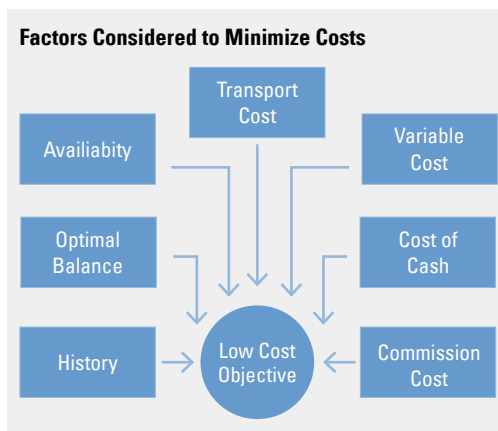 Factors Considered to Minimize Costs
Transport
Cost
Availiabity
Variable
Cost
Optimal
Balance
Cost of
Cash
History
Low Cost
Objective
Commission
Cost